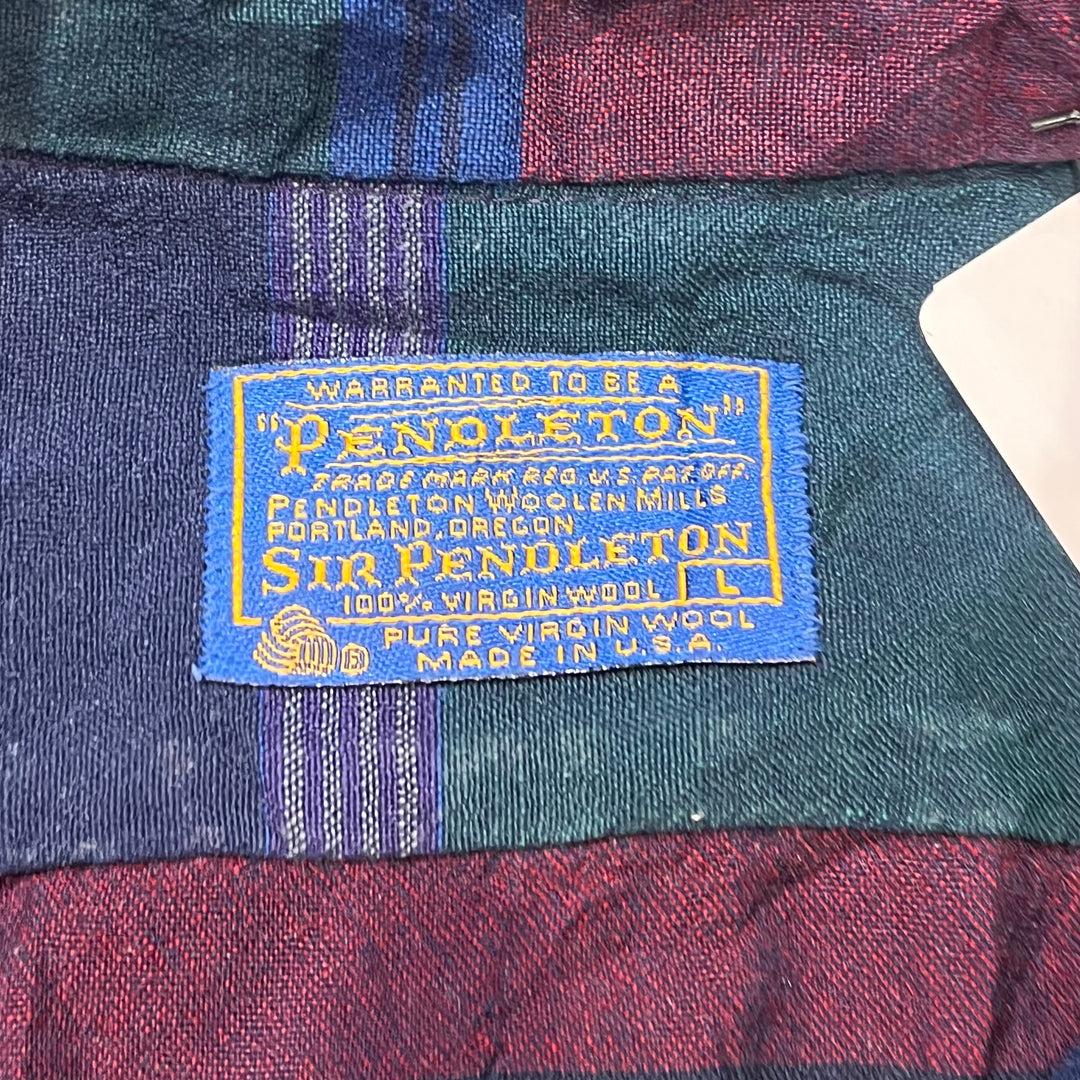 WARRANTED TO BE A
"PENDLETON"
TRADE MARK REG. U.S. PAT. OFF.
PENDLETON WOOLEN MILLS
PORTLAND, OREGON
SIR PENDLETON
100% VIRGIN WOOL L
PURE VIRGIN WOOL
MADE IN U.S.A.